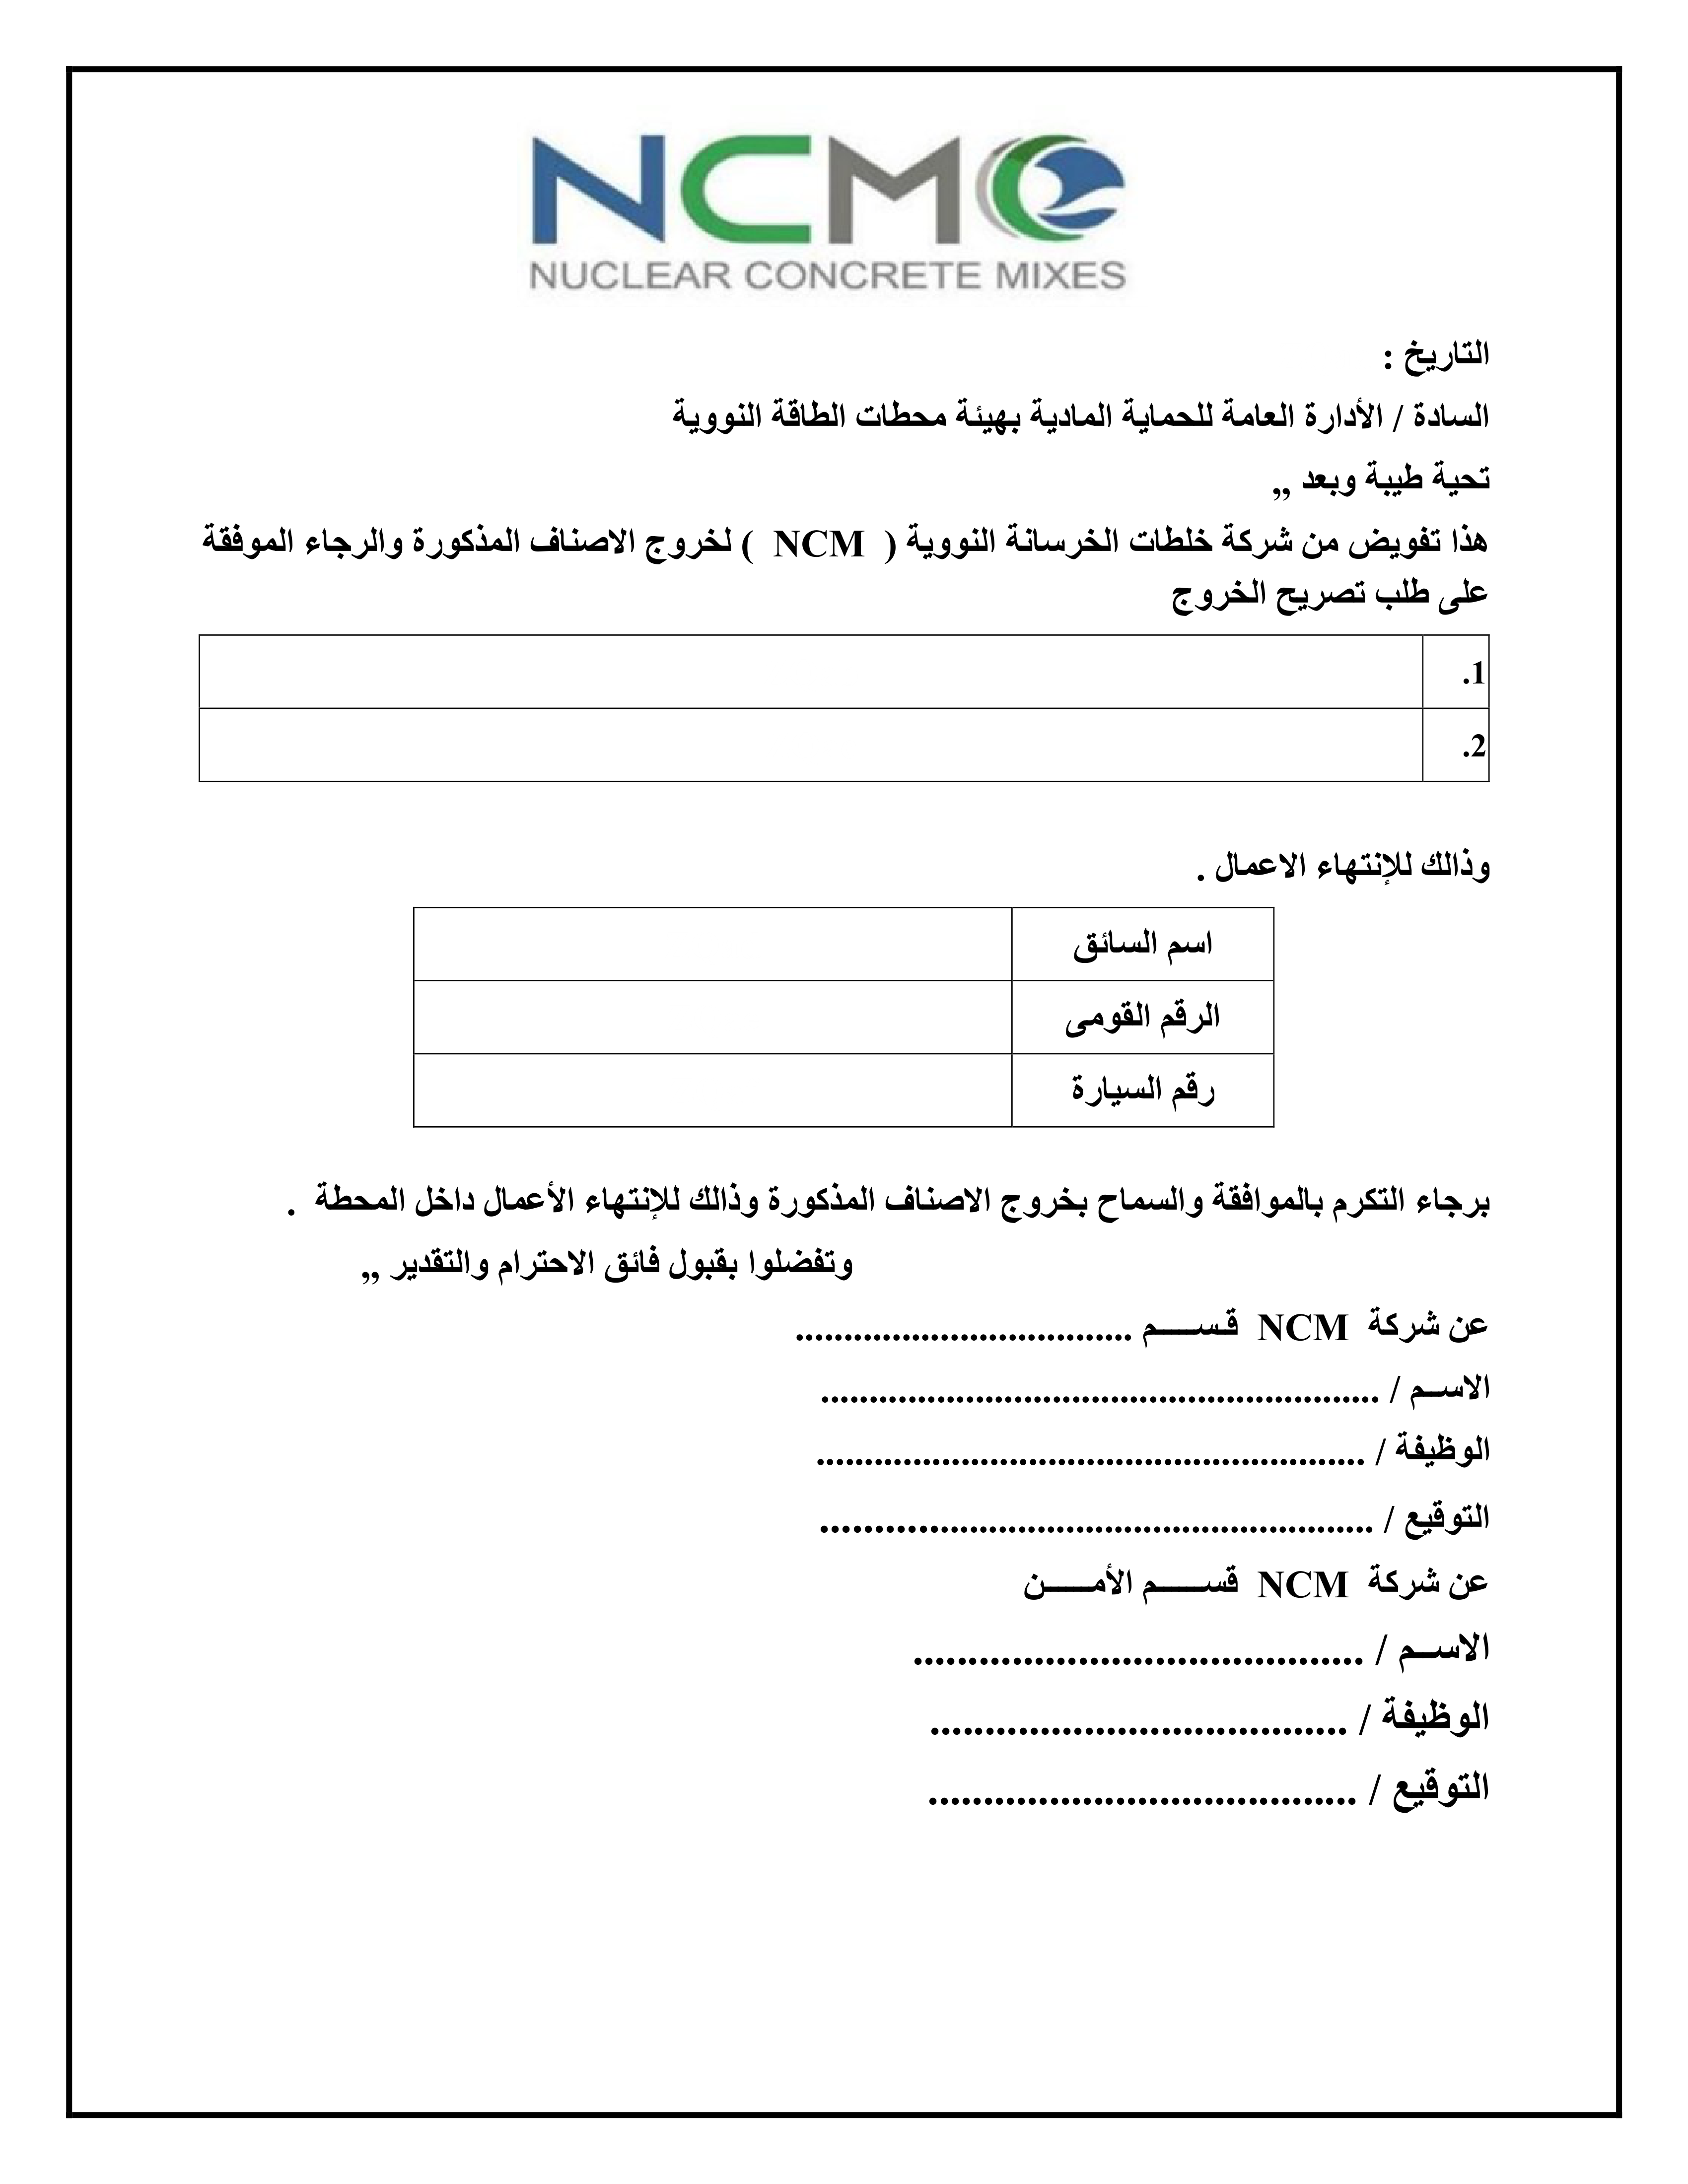 NCM
NUCLEAR CONCRETE MIXES
التاريخ :
السادة / الأدارة العامة للحماية المادية بهيئة محطات الطاقة النووية
تحية طيبة وبعد ,,
هذا تفويض من شركة خلطات الخرسانة النووية ( NCM ) لخروج الاصناف المذكورة والرجاء الموفقة
على طلب تصريح الخروج
1.
2.
وذالك للإنتهاء الاعمال .
اسم السائق
الرقم القومى
رقم السيارة
برجاء التكرم بالموافقة والسماح بخروج الاصناف المذكورة وذالك للإنتهاء الأعمال داخل المحطة .
وتفضلوا بقبول فائق الاحترام والتقدير ,,
عن شركة NCM قـســـــم ...................................
الاســم / ..........................................................
الوظيفة / .........................................................
التوقيع / .........................................................
عن شركة NCM قســــــم الأمــــــن
الاســم / ..........................................
الوظيفة / .......................................
التوقيع / ........................................